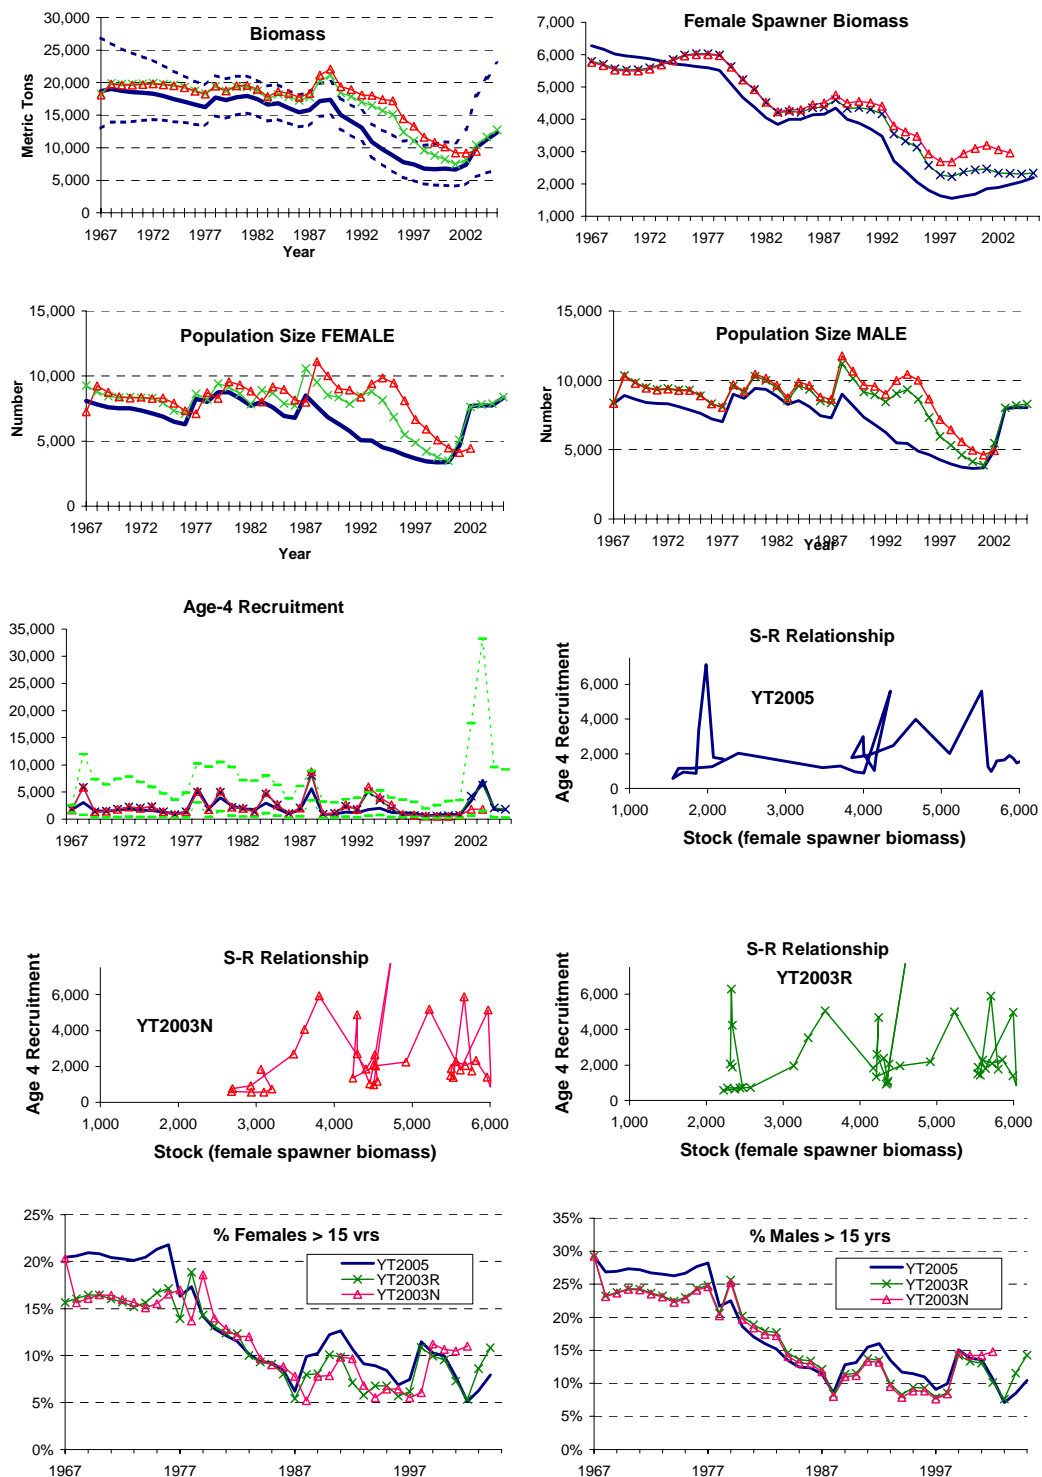 Biomass
30,000
25,000
20,000
15,000
10,000
5,000
0
Metric Tons
1967 1972 1977 1982 1987 1992 1997 2002
Year
Female Spawner Biomass
7,000
6,000
5,000
4,000
3,000
2,000
1,000
1967 1972 1977 1982 1987 1992 1997 2002
Population Size FEMALE
15,000
10,000
5,000
0
Number
1967 1972 1977 1982 1987 1992 1997 2002
Year
Population Size MALE
15,000
10,000
5,000
0
Number
1967 1972 1977 1982 1987 1992 1997 2002
Year
Age-4 Recruitment
35,000
30,000
25,000
20,000
15,000
10,000
5,000
0
1967 1972 1977 1982 1987 1992 1997 2002
S-R Relationship
YT2005
Age 4 Recruitment
6,000
4,000
2,000
0
1,000 2,000 3,000 4,000 5,000 6,000
Stock (female spawner biomass)
S-R Relationship
YT2003N
Age 4 Recruitment
6,000
4,000
2,000
0
1,000 2,000 3,000 4,000 5,000 6,000
Stock (female spawner biomass)
S-R Relationship
YT2003R
Age 4 Recruitment
6,000
4,000
2,000
0
1,000 2,000 3,000 4,000 5,000 6,000
Stock (female spawner biomass)
% Females > 15 yrs
25%
20%
15%
10%
5%
0%
YT2005
YT2003R
YT2003N
1967 1977 1987 1997
% Males > 15 yrs
35%
30%
25%
20%
15%
10%
5%
0%
YT2005
YT2003R
YT2003N
1967 1977 1987 1997